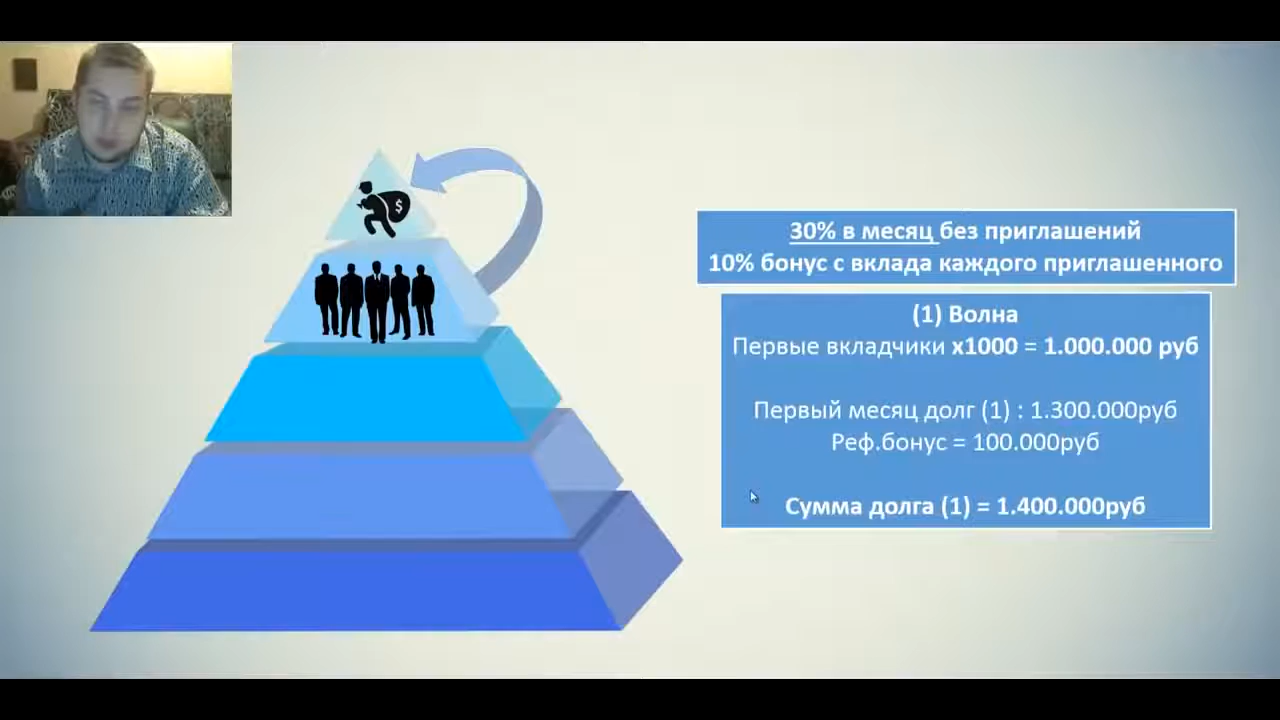 $
30% в месяц без приглашений
10% бонус с вклада каждого приглашенного
(1) Волна
Первые вкладчики x1000 = 1.000.000 руб
Первый месяц долг (1) : 1.300.000руб
Реф.бонус = 100.000руб
Сумма долга (1) = 1.400.000руб